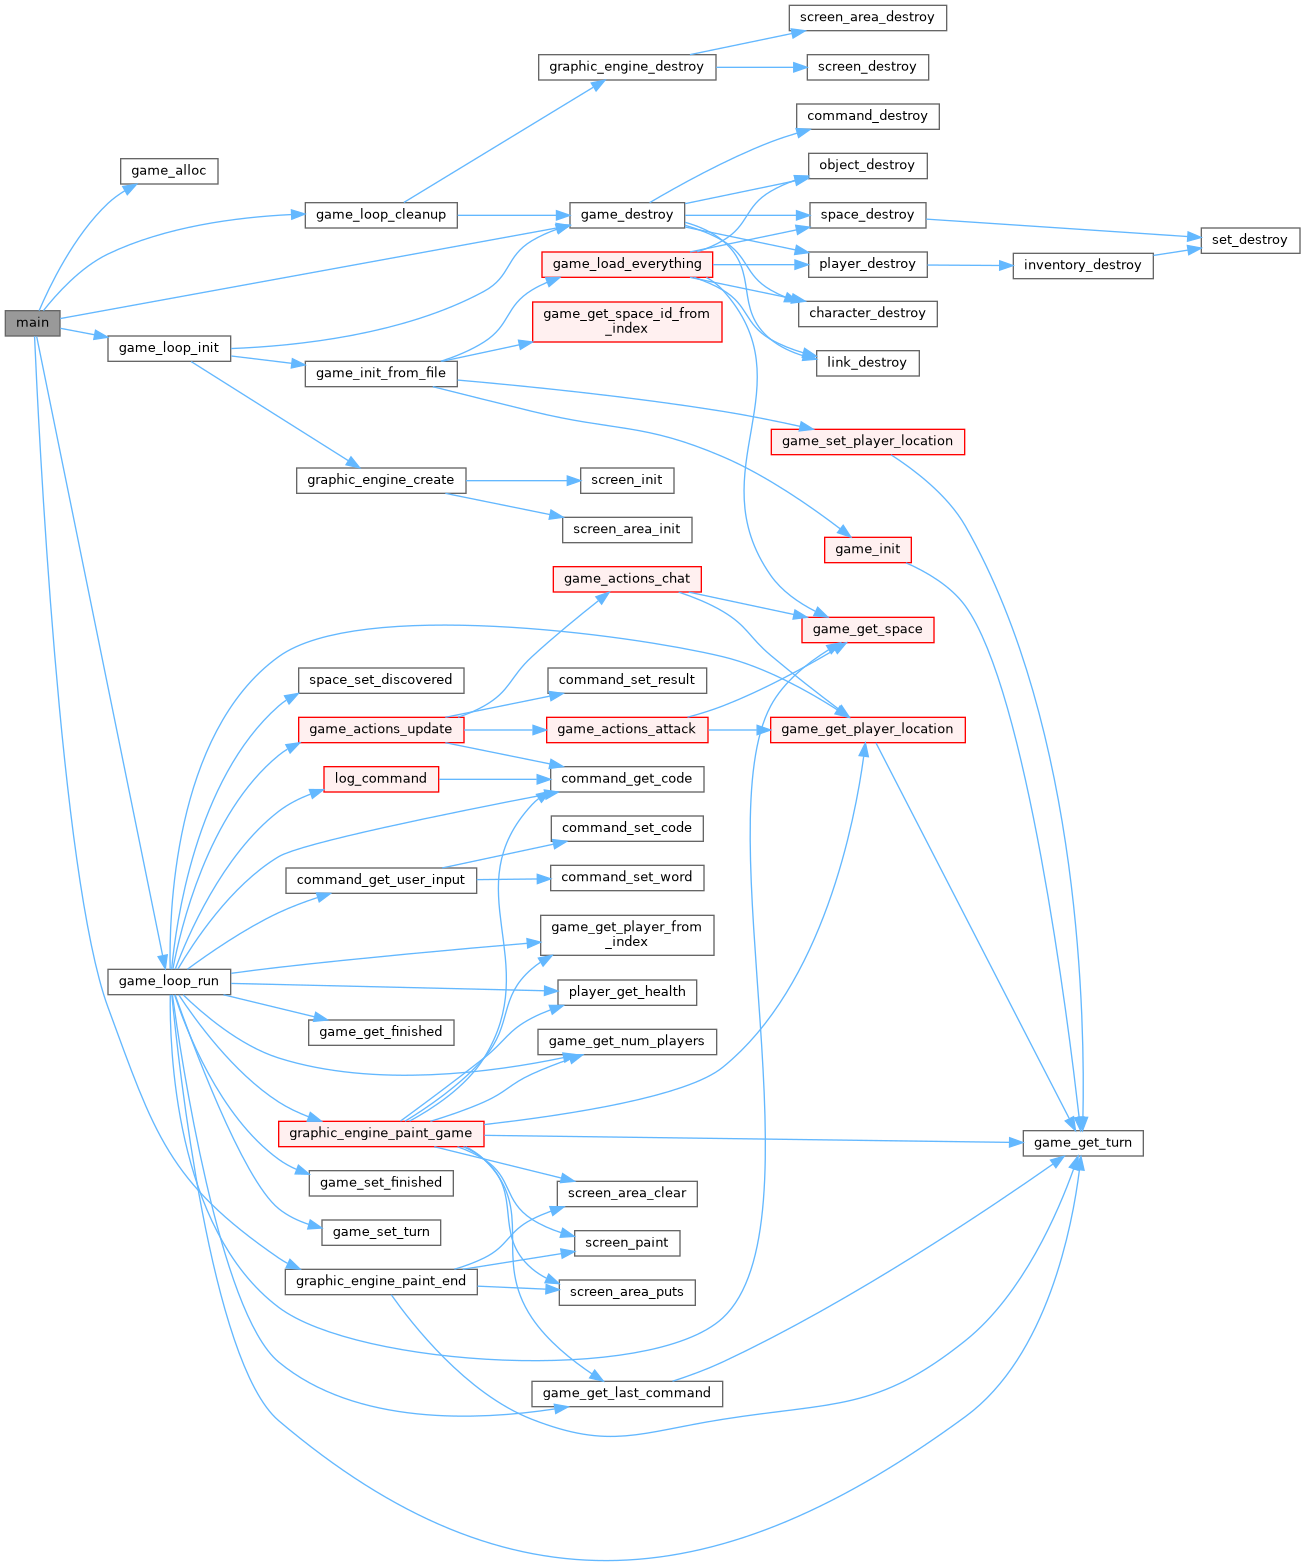 screen_area_destroy
graphic_engine_destroy
screen_destroy
command_destroy
object_destroy
game_alloc
game_loop_cleanup
game_destroy
space_destroy
set_destroy
game_load_everything
player_destroy
inventory_destroy
character_destroy
main
game_get_space_id_from
_index
game_loop_init
game_init_from_file
link_destroy
game_set_player_location
graphic_engine_create
screen_init
screen_area_init
game_init
game_actions_chat
game_get_space
space_set_discovered
command_set_result
game_actions_update
game_actions_attack
game_get_player_location
log_command
command_get_code
command_set_code
command_get_user_input
command_set_word
game_get_player_from
_index
game_loop_run
player_get_health
game_get_finished
game_get_num_players
graphic_engine_paint_game
game_get_turn
game_set_finished
screen_area_clear
game_set_turn
screen_paint
graphic_engine_paint_end
screen_area_puts
game_get_last_command